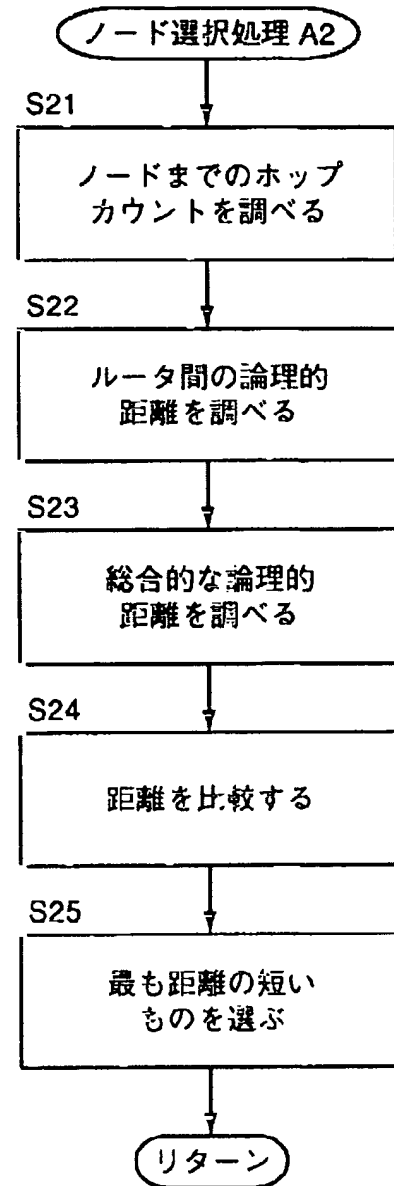 ノード選択処理 A2
S21
ノードまでのホップ
カウントを調べる
S22
ルータ間の論理的
距離を調べる
S23
総合的な論理的
距離を調べる
S24
距離を比較する
S25
最も距離の短い
ものを選ぶ
リターン